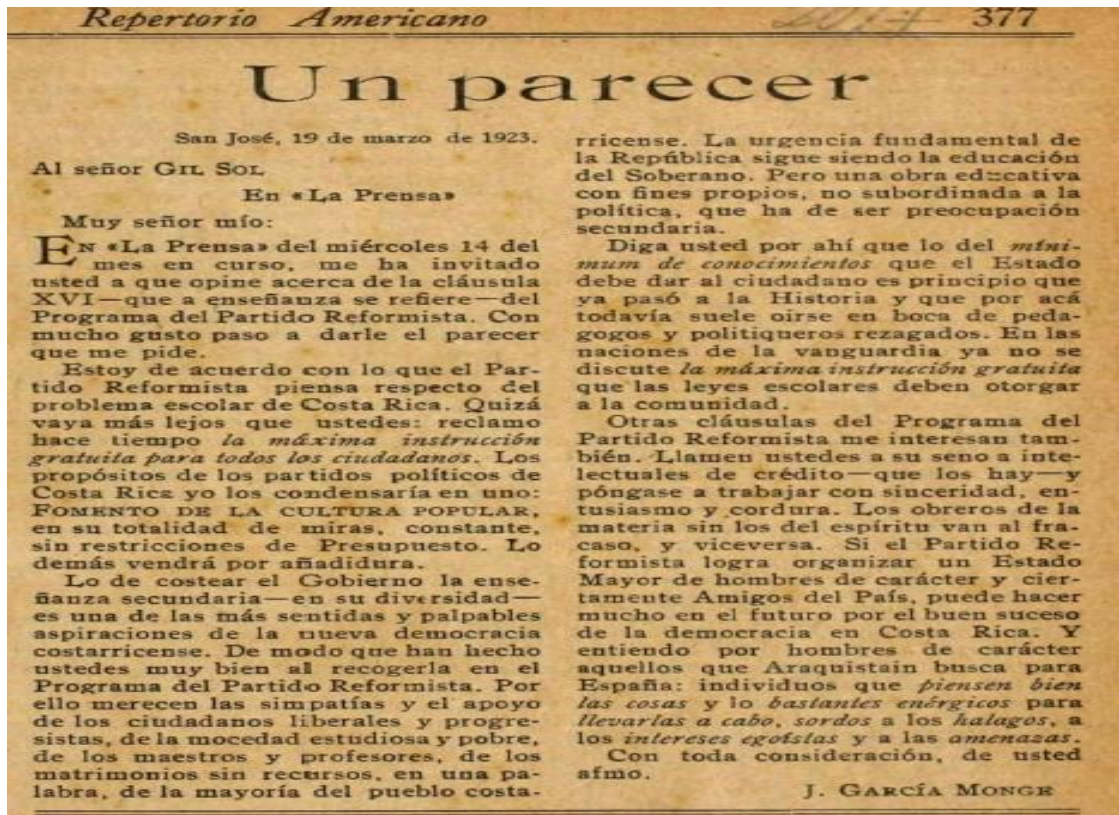 Repertorio Americano 377
Un parecer
San José, 19 de marzo de 1923.
Al señor GIL SOL
En «La Prensa»
Muy señor mío:
EN «La Prensa» del miércoles 14 del
mes en curso, me ha invitado
usted a que opine acerca de la cláusula
XVI—que a enseñanza se refiere—del
Programa del Partido Reformista. Con
mucho gusto paso a darle el parecer
que me pide.
Estoy de acuerdo con lo que el Par-
tido Reformista piensa respecto del
problema escolar de Costa Rica. Quizá
vaya más lejos que ustedes: reclamo
hace tiempo la máxima instrucción
gratuita para todos los ciudadanos. Los
propósitos de los partidos políticos de
Costa Rica yo los condensaría en uno:
FOMENTO DE LA CULTURA POPULAR,
en su totalidad de miras, constante,
sin restricciones de Presupuesto. Lo
demás vendrá por añadidura.
Lo de costear el Gobierno la ense-
ñanza secundaria—en su diversidad—
es una de las más sentidas y palpables
aspiraciones de la nueva democracia
costarricense. De modo que han hecho
ustedes muy bien al recogerla en el
Programa del Partido Reformista. Por
ello merecen las simpatías y el apoyo
de los ciudadanos liberales y progre-
sistas, de la mocedad estudiosa y pobre,
de los maestros y profesores, de los
matrimonios sin recursos, en una pa-
labra, de la mayoría del pueblo costa-
rricense. La urgencia fundamental de
la República sigue siendo la educación
del Soberano. Pero una obra educativa
con fines propios, no subordinada a la
política, que ha de ser preocupación
secundaria.
Diga usted por ahí que lo del míni-
mum de conocimientos que el Estado
debe dar al ciudadano es principio que
ya pasó a la Historia y que por acá
todavía suele oirse en boca de peda-
gogos y politiqueros rezagados. En las
naciones de la vanguardia ya no se
discute la máxima instrucción gratuita
que las leyes escolares deben otorgar
a la comunidad.
Otras cláusulas del Programa del
Partido Reformista me interesan tam-
bién. Llamen ustedes a su seno a inte-
lectuales de crédito—que los hay—y
póngase a trabajar con sinceridad, en-
tusiasmo y cordura. Los obreros de la
materia sin los del espíritu van al fra-
caso, y viceversa. Si el Partido Re-
formista logra organizar un Estado
Mayor de hombres de carácter y cier-
tamente Amigos del País, puede hacer
mucho en el futuro por el buen suceso
de la democracia en Costa Rica. Y
entiendo por hombres de carácter
aquellos que Araquistain busca para
España: individuos que piensen bien
las cosas y lo bastantes enérgicos para
llevarlas a cabo, sordos a los halagos, a
los intereses egoístas y a las amenazas.
Con toda consideración, de usted
afmo.
J. GARCÍA MONGE